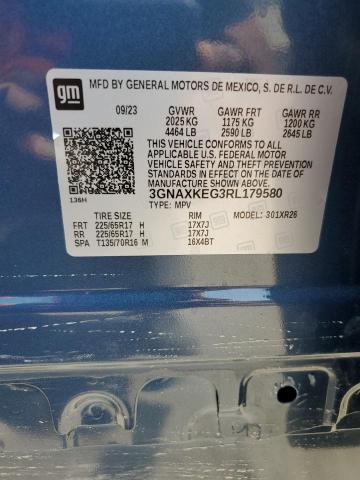 gm
MFD BY GENERAL MOTORS DE MEXICO, S. DE R.L. DE C.V.
09/23 GVWR GAWR FRT GAWR RR
2025 KG 1175 KG 1200 KG
4464 LB 2590 LB 2645 LB
THIS VEHICLE CONFORMS TO ALL
APPLICABLE U.S. FEDERAL MOTOR
VEHICLE SAFETY AND THEFT PREVENTION
STANDARDS IN EFFECT ON THE DATE
OF MANUFACTURE SHOWN ABOVE.
136H
3GNAXKEG3RL179580
TYPE: MPV MODEL: 301XR26
TIRE RIM
FRT 225/65R17 H 17X7J
RR 225/65R17 H 17X7J
SPA T135/70R16 M 16X4BT